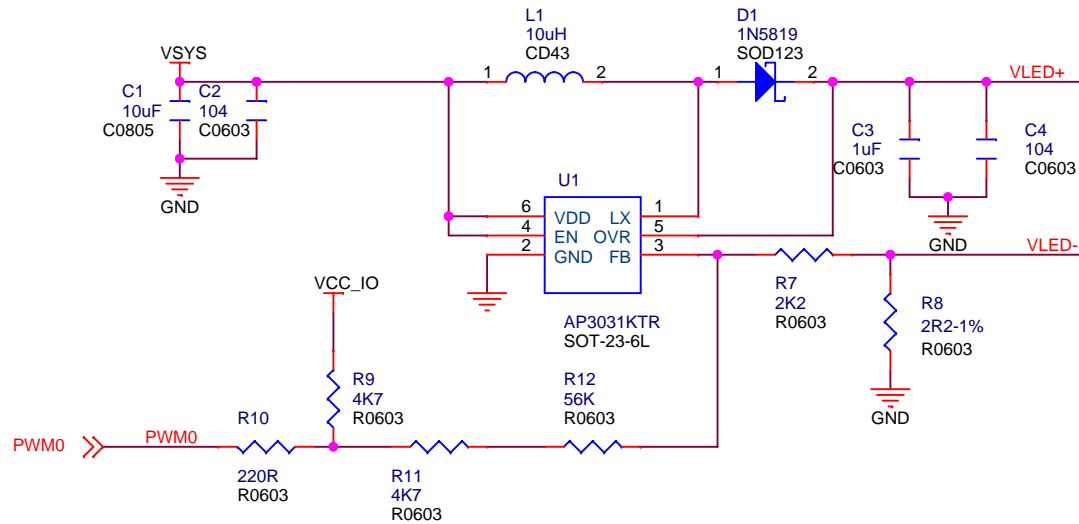 VSYS
C1
10uF
C0805
C2
104
C0603
GND
L1
10uH
CD43
1
2
D1
1N5819
SOD123
1
2
VLED+
C3
1uF
C0603
C4
104
C0603
GND
U1
6
VDD
LX
1
4
EN
OVR
5
2
GND
FB
3
AP3031KTR
SOT-23-6L
R7
2K2
R0603
VLED-
R8
2R2-1%
R0603
GND
VCC_IO
R9
4K7
R0603
R12
56K
R0603
PWM0
PWM0
R10
220R
R0603
R11
4K7
R0603